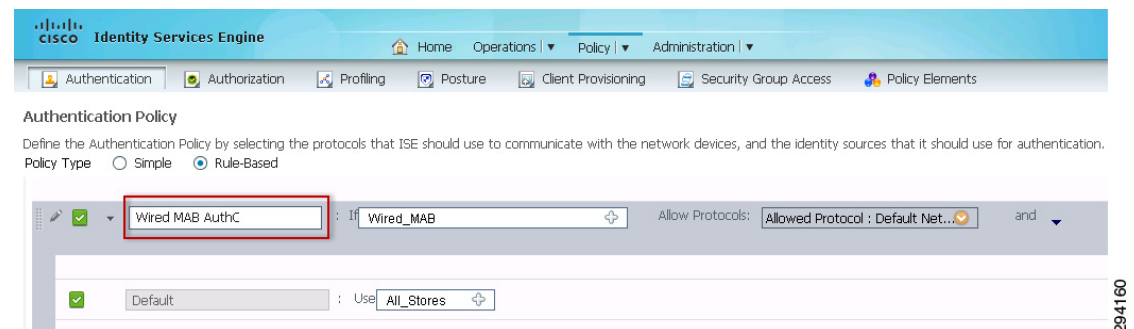 CISCO Identity Services Engine
Home Operations | ▼ Policy | ▼ Administration | ▼
Authentication Authorization Profiling Posture Client Provisioning Security Group Access Policy Elements
Authentication Policy
Define the Authentication Policy by selecting the protocols that ISE should use to communicate with the network devices, and the identity sources that it should use for authentication.
Policy Type Simple Rule-Based
Wired MAB AuthC : If Wired_MAB Allow Protocols: Allowed Protocol : Default Net... and
Default : Use All_Stores
294160